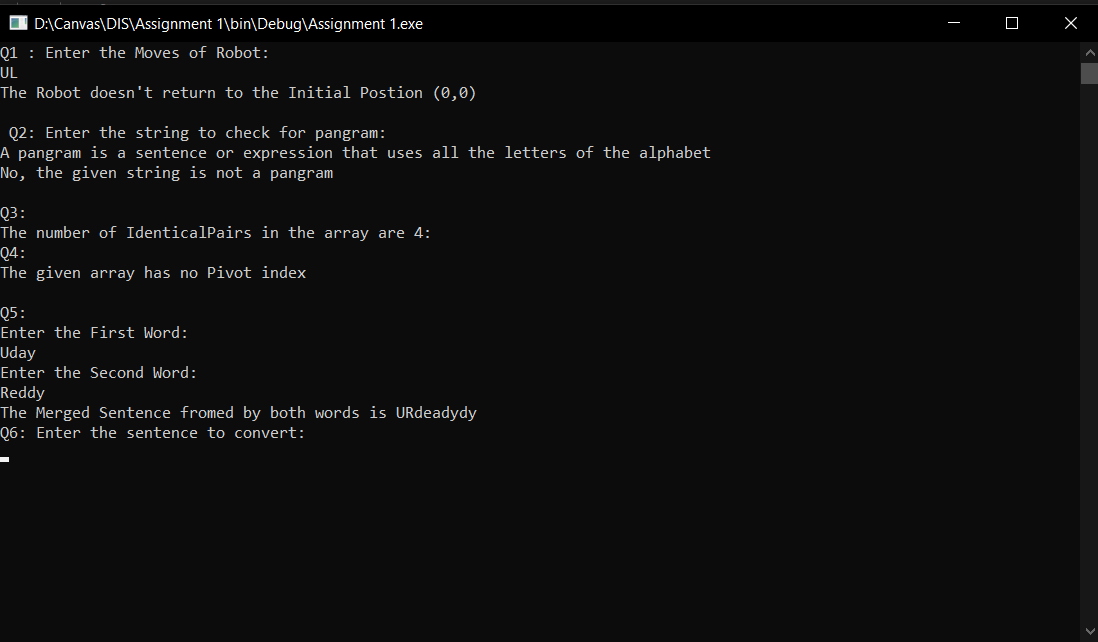 D:\Canvas\DIS\Assignment 1\bin\Debug\Assignment 1.exe
Q1 : Enter the Moves of Robot:
UL
The Robot doesn't return to the Initial Postion (0,0)
Q2: Enter the string to check for pangram:
A pangram is a sentence or expression that uses all the letters of the alphabet
No, the given string is not a pangram
Q3:
The number of IdenticalPairs in the array are 4:
Q4:
The given array has no Pivot index
Q5:
Enter the First Word:
Uday
Enter the Second Word:
Reddy
The Merged Sentence fromed by both words is URdeadydy
Q6: Enter the sentence to convert: